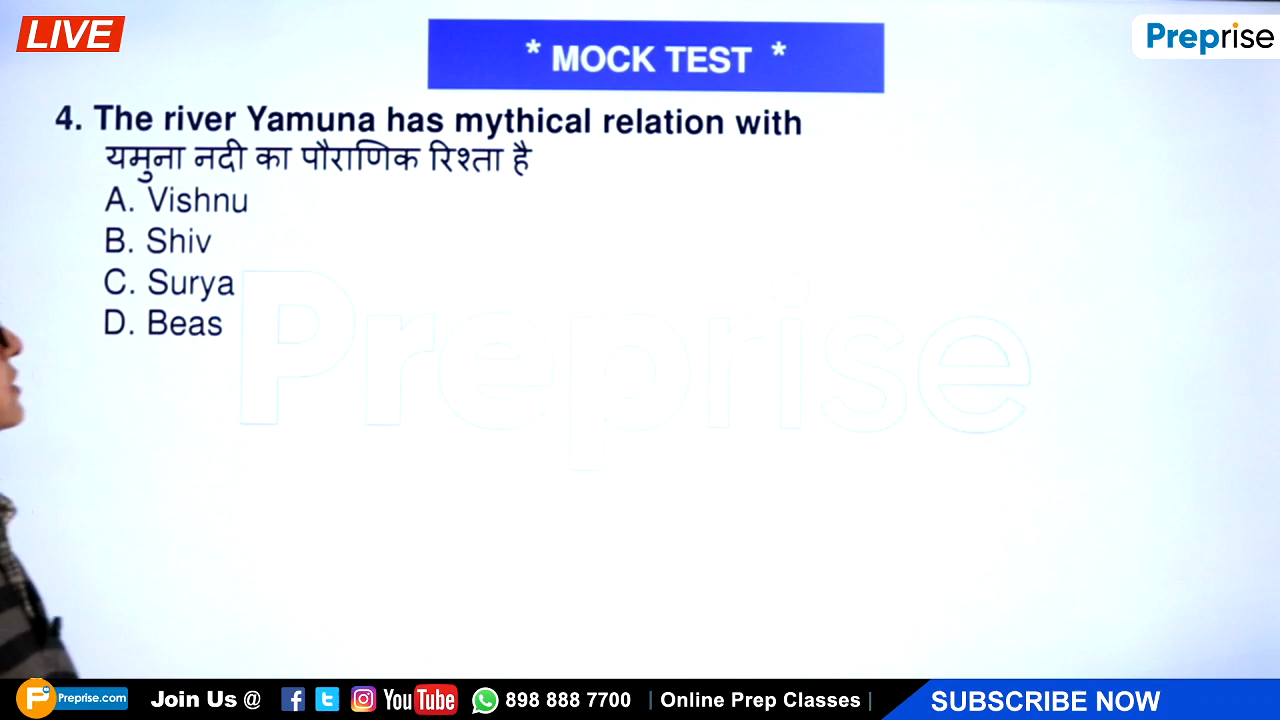 LIVE
* MOCK TEST *
Preprise
4. The river Yamuna has mythical relation with
यमुना नदी का पौराणिक रिश्ता है
A. Vishnu
B. Shiv
C. Surya
D. Beas
Preprise
Preprise.com
Join Us @
YouTube
898 888 7700
| Online Prep Classes |
SUBSCRIBE NOW